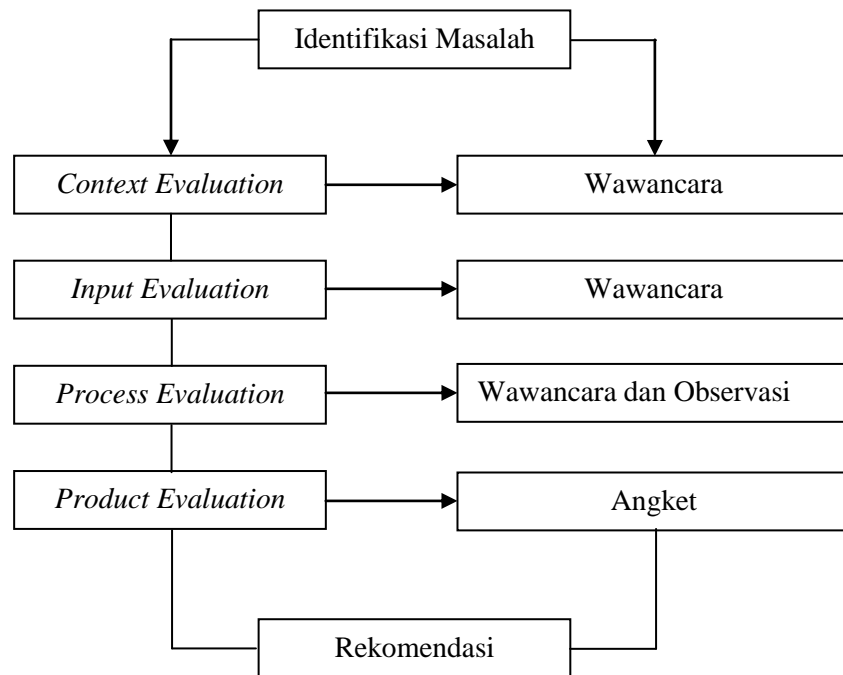 Identifikasi Masalah
Context Evaluation
Wawancara
Input Evaluation
Wawancara
Process Evaluation
Wawancara dan Observasi
Product Evaluation
Angket
Rekomendasi